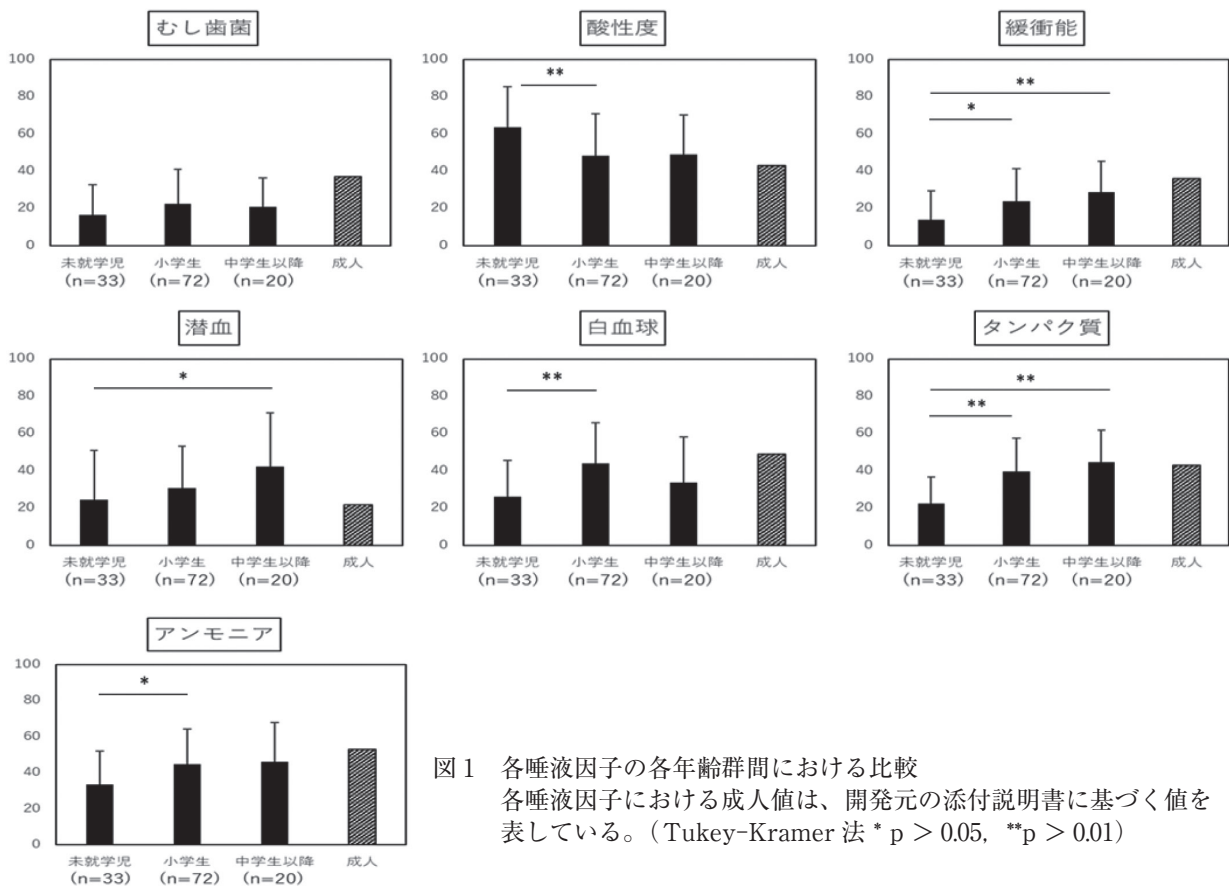 むし歯菌
100
80
60
40
20
0
未就学児 小学生 中学生以降 成人
(n=33) (n=72) (n=20)
酸性度
100
80
60
40
20
0
**
未就学児 小学生 中学生以降 成人
(n=33) (n=72) (n=20)
緩衝能
100
80
60
40
20
0
**
*
未就学児 小学生 中学生以降 成人
(n=33) (n=72) (n=20)
潜血
100
80
60
40
20
0
*
未就学児 小学生 中学生以降 成人
(n=33) (n=72) (n=20)
白血球
100
80
60
40
20
0
**
未就学児 小学生 中学生以降 成人
(n=33) (n=72) (n=20)
タンパク質
100
80
60
40
20
0
**
**
未就学児 小学生 中学生以降 成人
(n=33) (n=72) (n=20)
アンモニア
100
80
60
40
20
0
*
未就学児 小学生 中学生以降 成人
(n=33) (n=72) (n=20)
図1 各唾液因子の各年齢群間における比較
各唾液因子における成人値は、開発元の添付説明書に基づく値を
表している。（Tukey-Kramer 法 * p > 0.05, **p > 0.01）